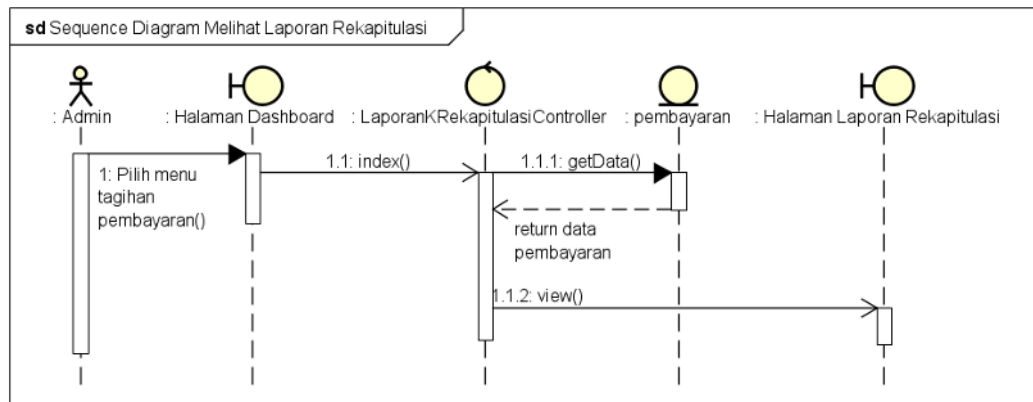 sd Sequence Diagram Melihat Laporan Rekapitulasi
: Admin
: Halaman Dashboard
: LaporanKRekapitulasiController
: pembayaran
: Halaman Laporan Rekapitulasi
1: Pilih menu
tagihan
pembayaran()
1.1: index()
1.1.1: getData()
return data
pembayaran
1.1.2: view()